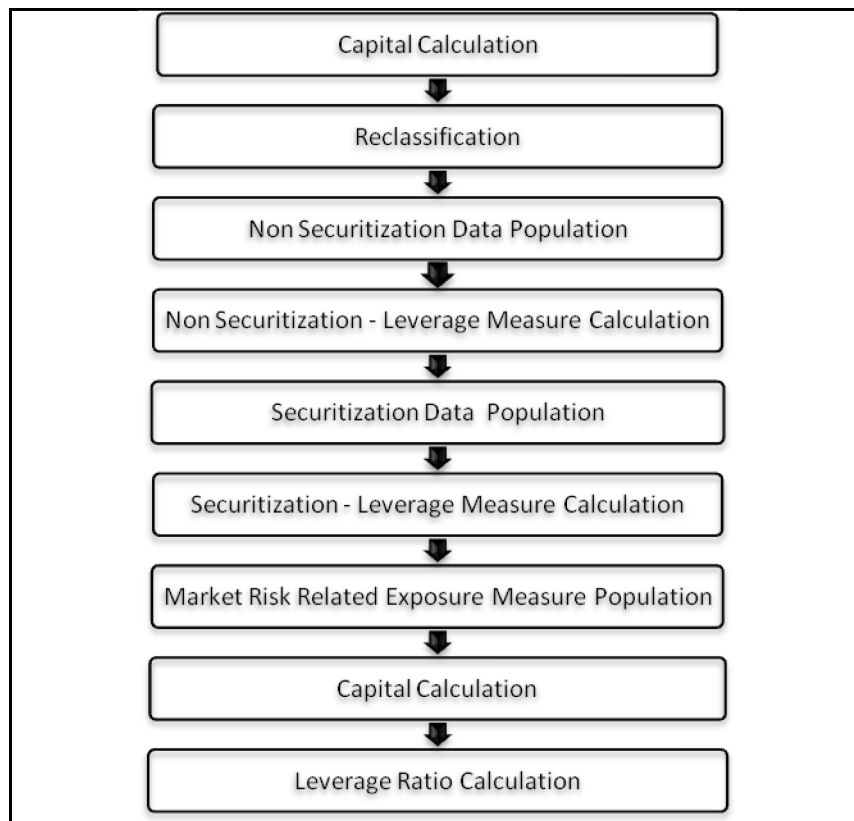 Capital Calculation
Reclassification
Non Securitization Data Population
Non Securitization - Leverage Measure Calculation
Securitization Data Population
Securitization - Leverage Measure Calculation
Market Risk Related Exposure Measure Population
Capital Calculation
Leverage Ratio Calculation